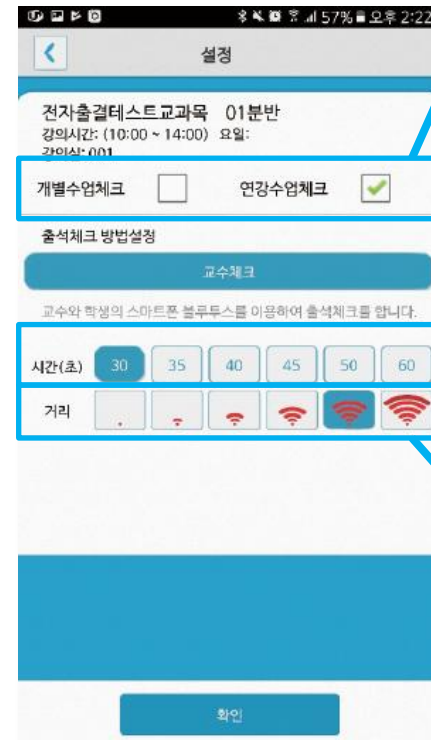 57% 오후 2:22
설정
전자출결테스트교과목 01분반
강의시간: (10:00 ~ 14:00) 요일:
강의실: 001
개별수업체크 연강수업체크
출석체크 방법설정
교수체크
교수와 학생의 스마트폰 블루투스를 이용하여 출석체크를 합니다.
시간(초) 30 35 40 45 50 60
거리
확인